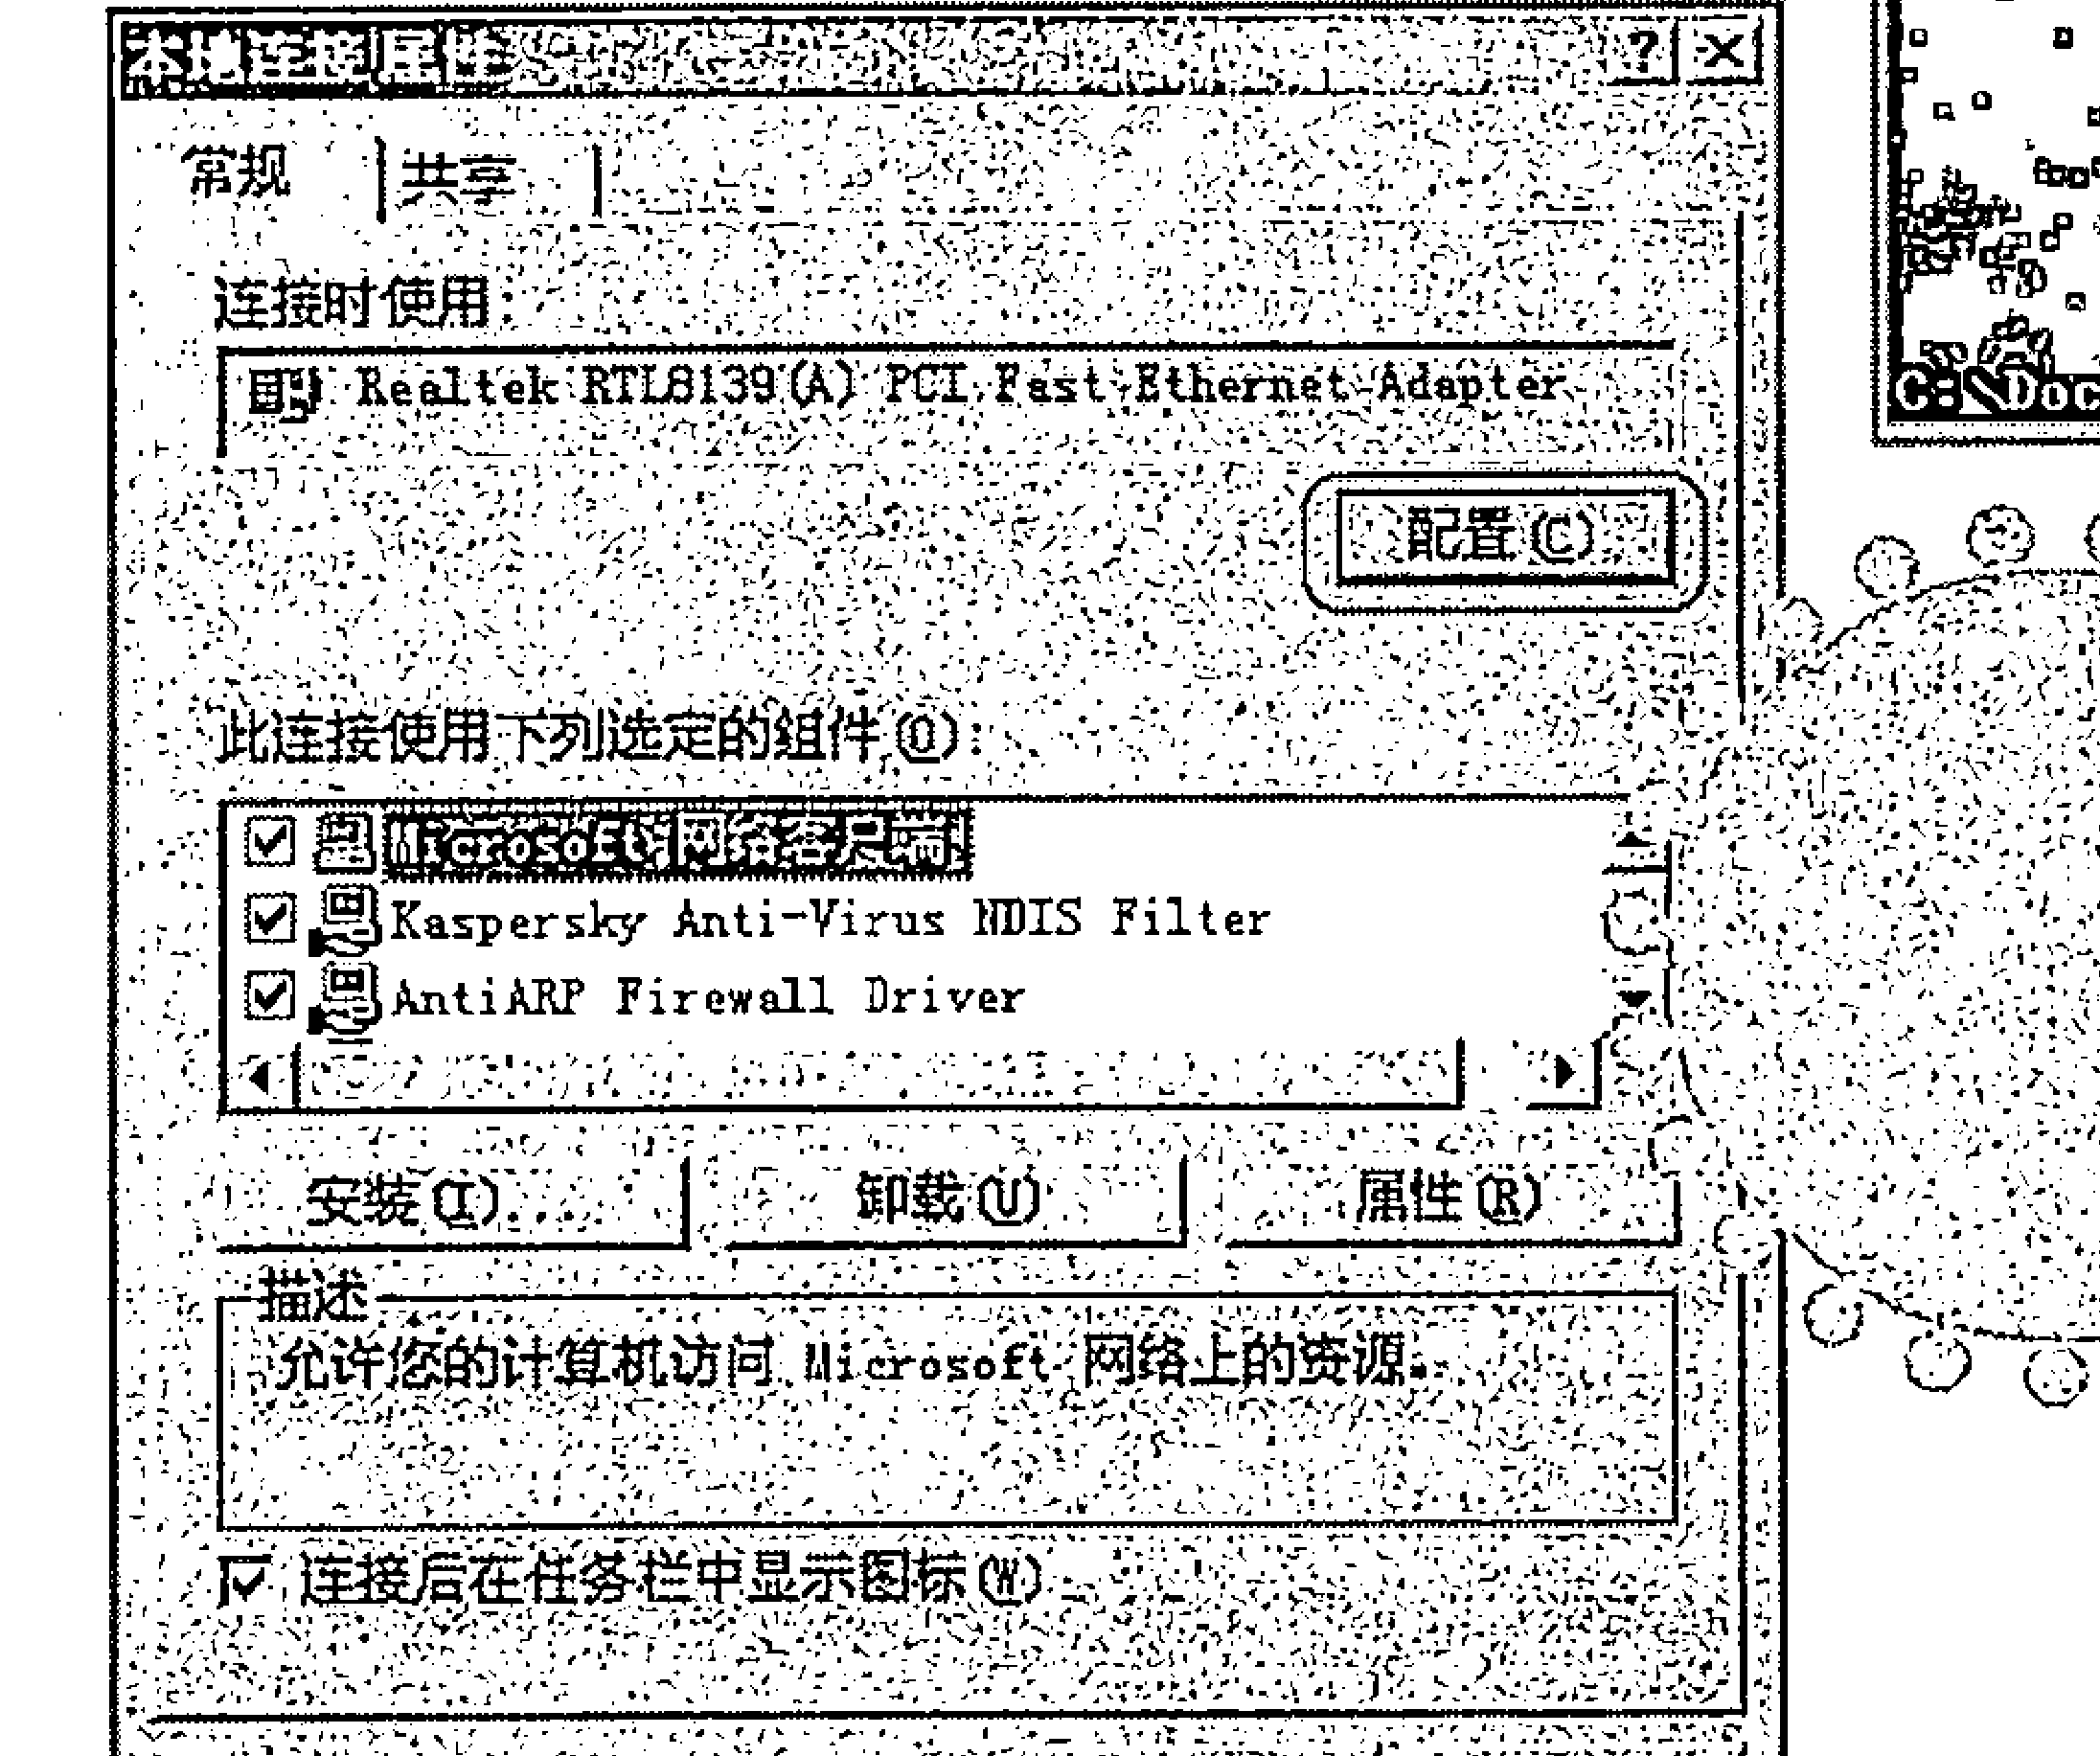 本地连接 属性
常规 共享
连接时使用:
Realtek RTL8139(A) PCI Fast Ethernet Adapter
配置(C)
此连接使用下列选定的组件(O):
Microsoft 网络客户端
Kaspersky Anti-Virus NDIS Filter
AntiARP Firewall Driver
安装(I)... 卸载(U) 属性(R)
描述
允许您的计算机访问 Microsoft 网络上的资源。
连接后在任务栏中显示图标(W)
C:\Doc